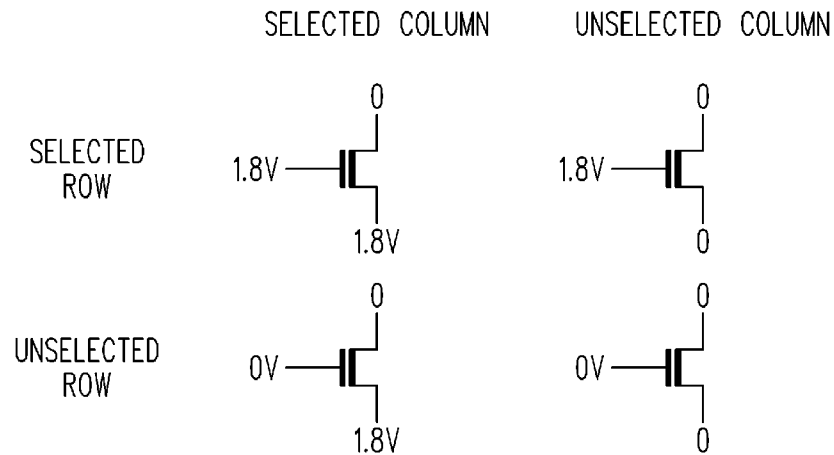 SELECTED COLUMN
UNSELECTED COLUMN
0
0
SELECTED
ROW
1.8V
1.8V
1.8V
0
0
0
UNSELECTED
ROW
0V
0V
1.8V
0